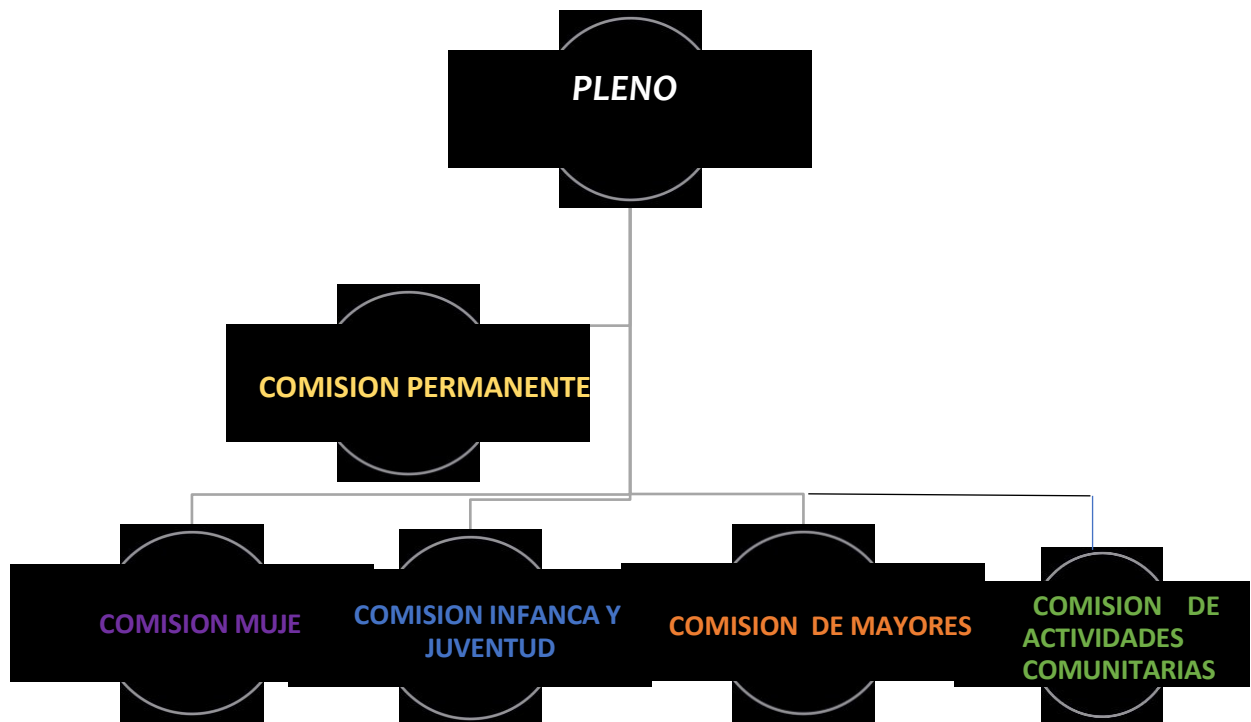 PLENO
COMISION PERMANENTE
COMISION MUJE
COMISION INFANCA Y
JUVENTUD
COMISION DE MAYORES
COMISION DE
ACTIVIDADES
COMUNITARIAS